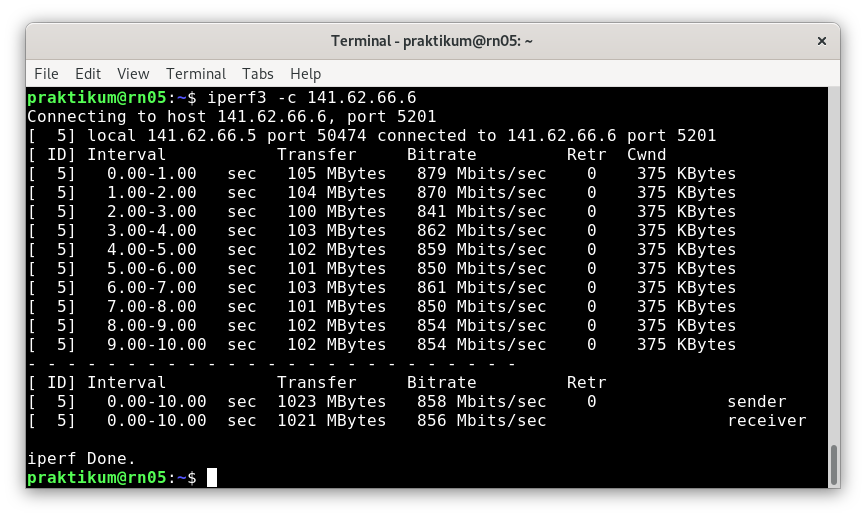 Terminal - praktikum@rn05: ~ ×
File Edit View Terminal Tabs Help
praktikum@rn05:~$ iperf3 -c 141.62.66.6
Connecting to host 141.62.66.6, port 5201
[  5] local 141.62.66.5 port 50474 connected to 141.62.66.6 port 5201
[ ID] Interval           Transfer     Bitrate         Retr  Cwnd
[  5]   0.00-1.00   sec   105 MBytes   879 Mbits/sec    0    375 KBytes
[  5]   1.00-2.00   sec   104 MBytes   870 Mbits/sec    0    375 KBytes
[  5]   2.00-3.00   sec   100 MBytes   841 Mbits/sec    0    375 KBytes
[  5]   3.00-4.00   sec   103 MBytes   862 Mbits/sec    0    375 KBytes
[  5]   4.00-5.00   sec   102 MBytes   859 Mbits/sec    0    375 KBytes
[  5]   5.00-6.00   sec   101 MBytes   850 Mbits/sec    0    375 KBytes
[  5]   6.00-7.00   sec   103 MBytes   861 Mbits/sec    0    375 KBytes
[  5]   7.00-8.00   sec   101 MBytes   850 Mbits/sec    0    375 KBytes
[  5]   8.00-9.00   sec   102 MBytes   854 Mbits/sec    0    375 KBytes
[  5]   9.00-10.00  sec   102 MBytes   854 Mbits/sec    0    375 KBytes
- - - - - - - - - - - - - - - - - - - - - - - - -
[ ID] Interval           Transfer     Bitrate         Retr
[  5]   0.00-10.00  sec  1023 MBytes   858 Mbits/sec    0             sender
[  5]   0.00-10.00  sec  1021 MBytes   856 Mbits/sec                  receiver
iperf Done.
praktikum@rn05:~$